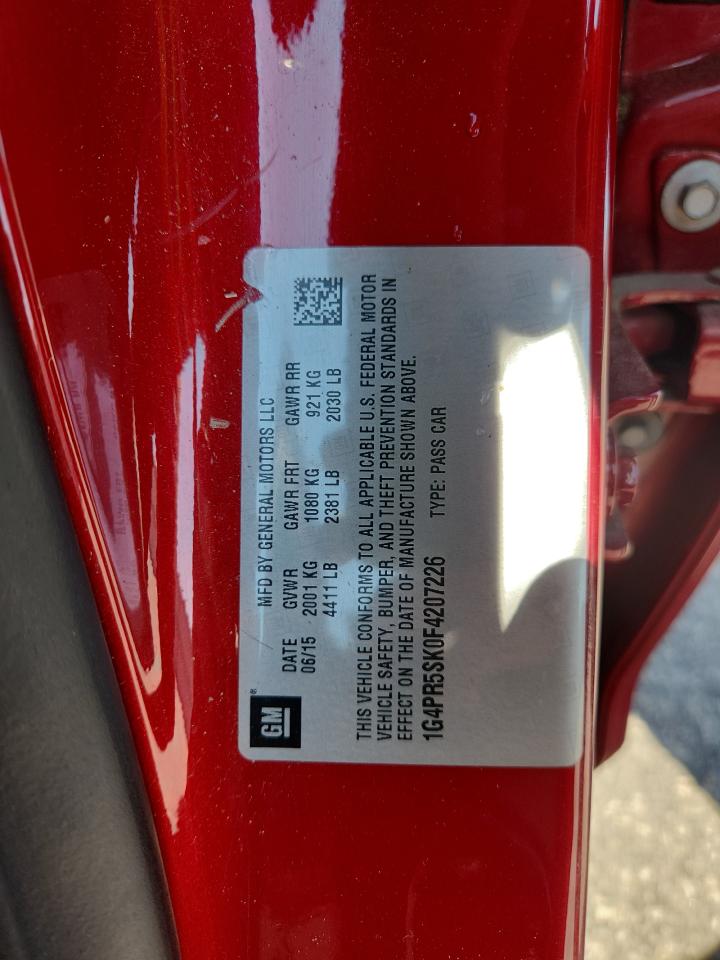 GM
MFD BY GENERAL MOTORS LLC
DATE GVWR GAWR FRT GAWR RR
06/15 2001 KG 1080 KG 921 KG
4411 LB 2381 LB 2030 LB
THIS VEHICLE CONFORMS TO ALL APPLICABLE U.S. FEDERAL MOTOR
VEHICLE SAFETY, BUMPER, AND THEFT PREVENTION STANDARDS IN
EFFECT ON THE DATE OF MANUFACTURE SHOWN ABOVE.
1G4PR5SK0F4207226 TYPE: PASS CAR